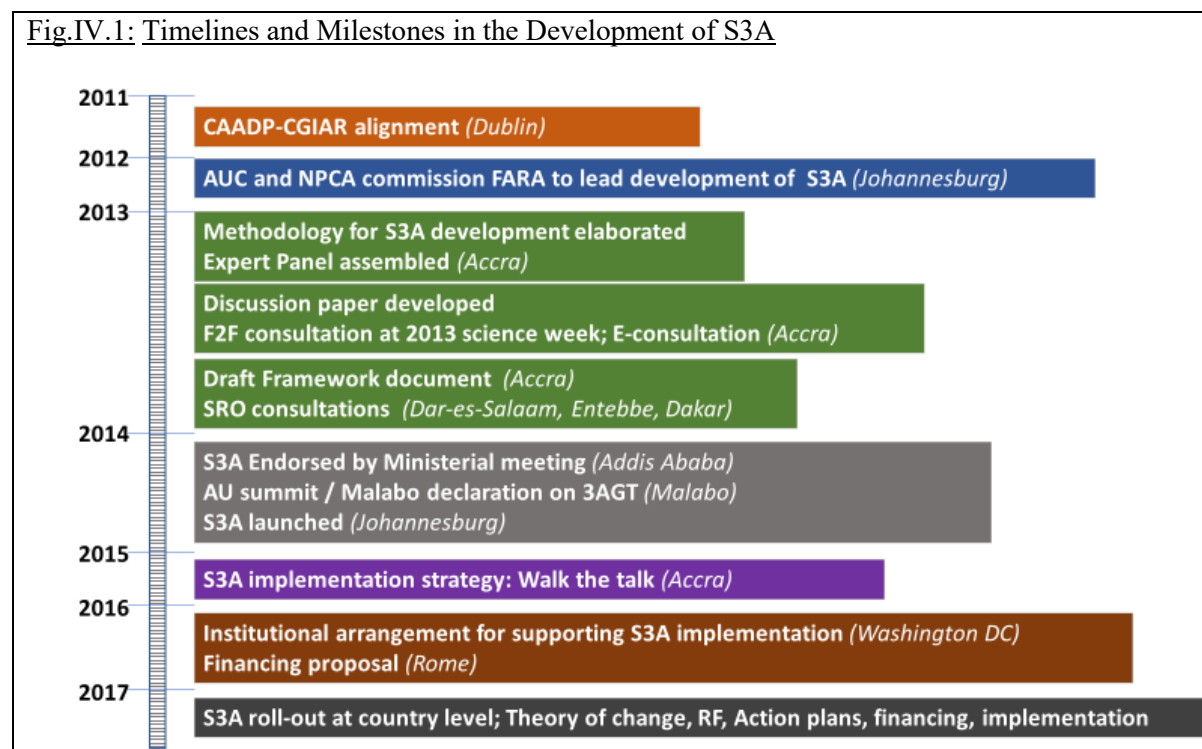 Fig.IV.1: Timelines and Milestones in the Development of S3A
2011
CAADP-CGIAR alignment (Dublin)
2012
AUC and NPCA commission FARA to lead development of S3A (Johannesburg)
2013
Methodology for S3A development elaborated
Expert Panel assembled (Accra)
Discussion paper developed
F2F consultation at 2013 science week; E-consultation (Accra)
Draft Framework document (Accra)
SRO consultations (Dar-es-Salaam, Entebbe, Dakar)
2014
S3A Endorsed by Ministerial meeting (Addis Ababa)
AU summit / Malabo declaration on 3AGT (Malabo)
S3A launched (Johannesburg)
2015
S3A implementation strategy: Walk the talk (Accra)
2016
Institutional arrangement for supporting S3A implementation (Washington DC)
Financing proposal (Rome)
2017
S3A roll-out at country level; Theory of change, RF, Action plans, financing, implementation